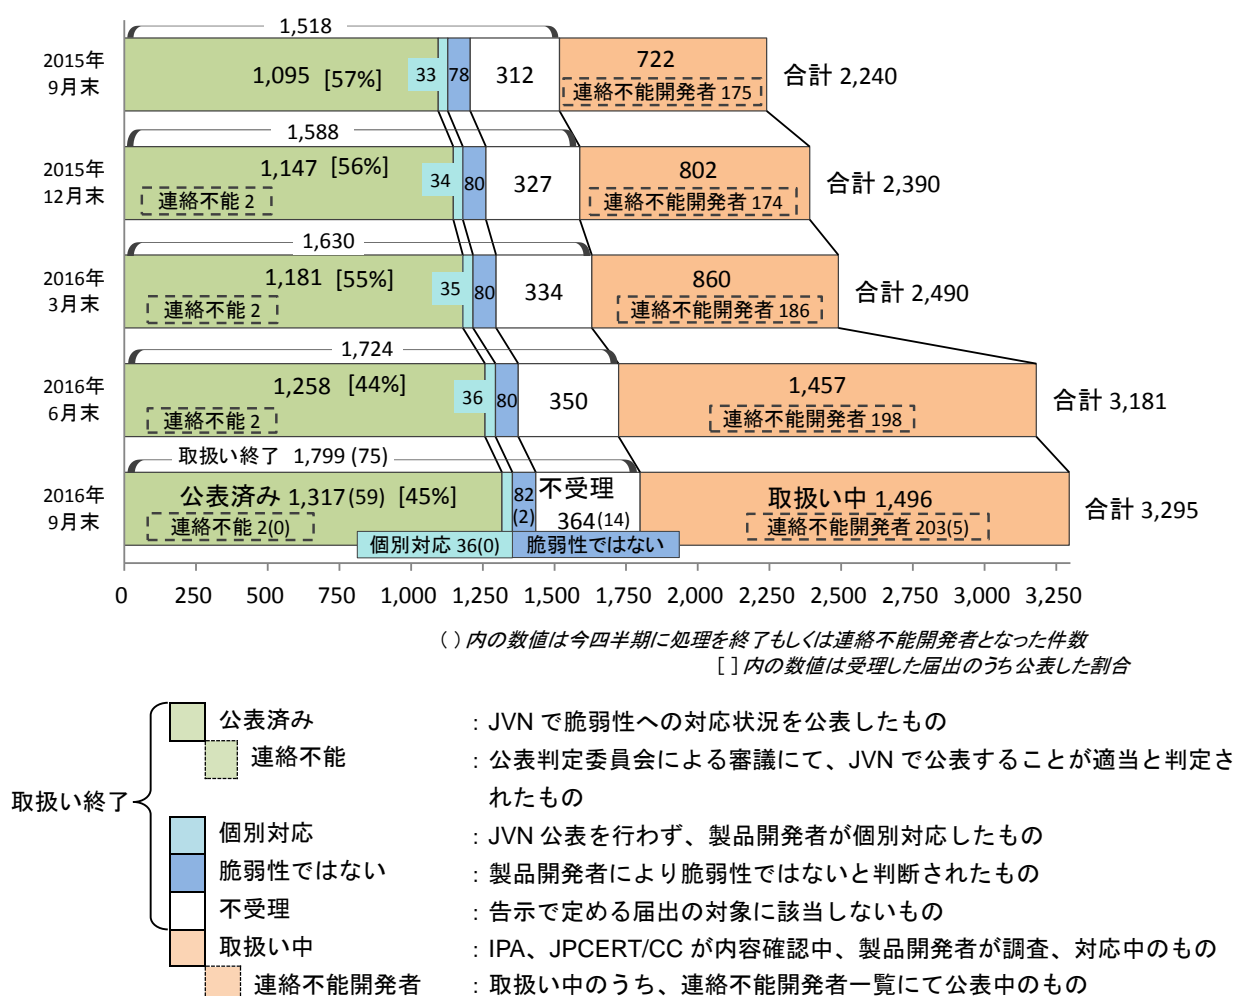 1,518
2015年
9月末
1,095 [57%] 33 78 312 722
連絡不能開発者 175
合計 2,240
1,588
2015年
12月末
1,147 [56%] 34 80 327 802
連絡不能 2
連絡不能開発者 174
合計 2,390
1,630
2016年
3月末
1,181 [55%] 35 80 334 860
連絡不能 2
連絡不能開発者 186
合計 2,490
1,724
2016年
6月末
1,258 [44%] 36 80 350 1,457
連絡不能 2
連絡不能開発者 198
合計 3,181
取扱い終了 1,799 (75)
2016年
9月末
公表済み 1,317(59) [45%]
連絡不能 2(0)
82
(2)
不受理
364(14)
取扱い中 1,496
連絡不能開発者 203(5)
合計 3,295
個別対応 36(0)
脆弱性ではない
0 250 500 750 1,000 1,250 1,500 1,750 2,000 2,250 2,500 2,750 3,000 3,250
( ) 内の数値は今四半期に処理を終了もしくは連絡不能開発者となった件数
[ ] 内の数値は受理した届出のうち公表した割合
取扱い終了
公表済み : JVN で脆弱性への対応状況を公表したもの
連絡不能 : 公表判定委員会による審議にて、JVN で公表することが適当と判定さ
れたもの
個別対応 : JVN 公表を行わず、製品開発者が個別対応したもの
脆弱性ではない : 製品開発者により脆弱性ではないと判断されたもの
不受理 : 告示で定める届出の対象に該当しないもの
取扱い中 : IPA、JPCERT/CC が内容確認中、製品開発者が調査、対応中のもの
連絡不能開発者 : 取扱い中のうち、連絡不能開発者一覧にて公表中のもの